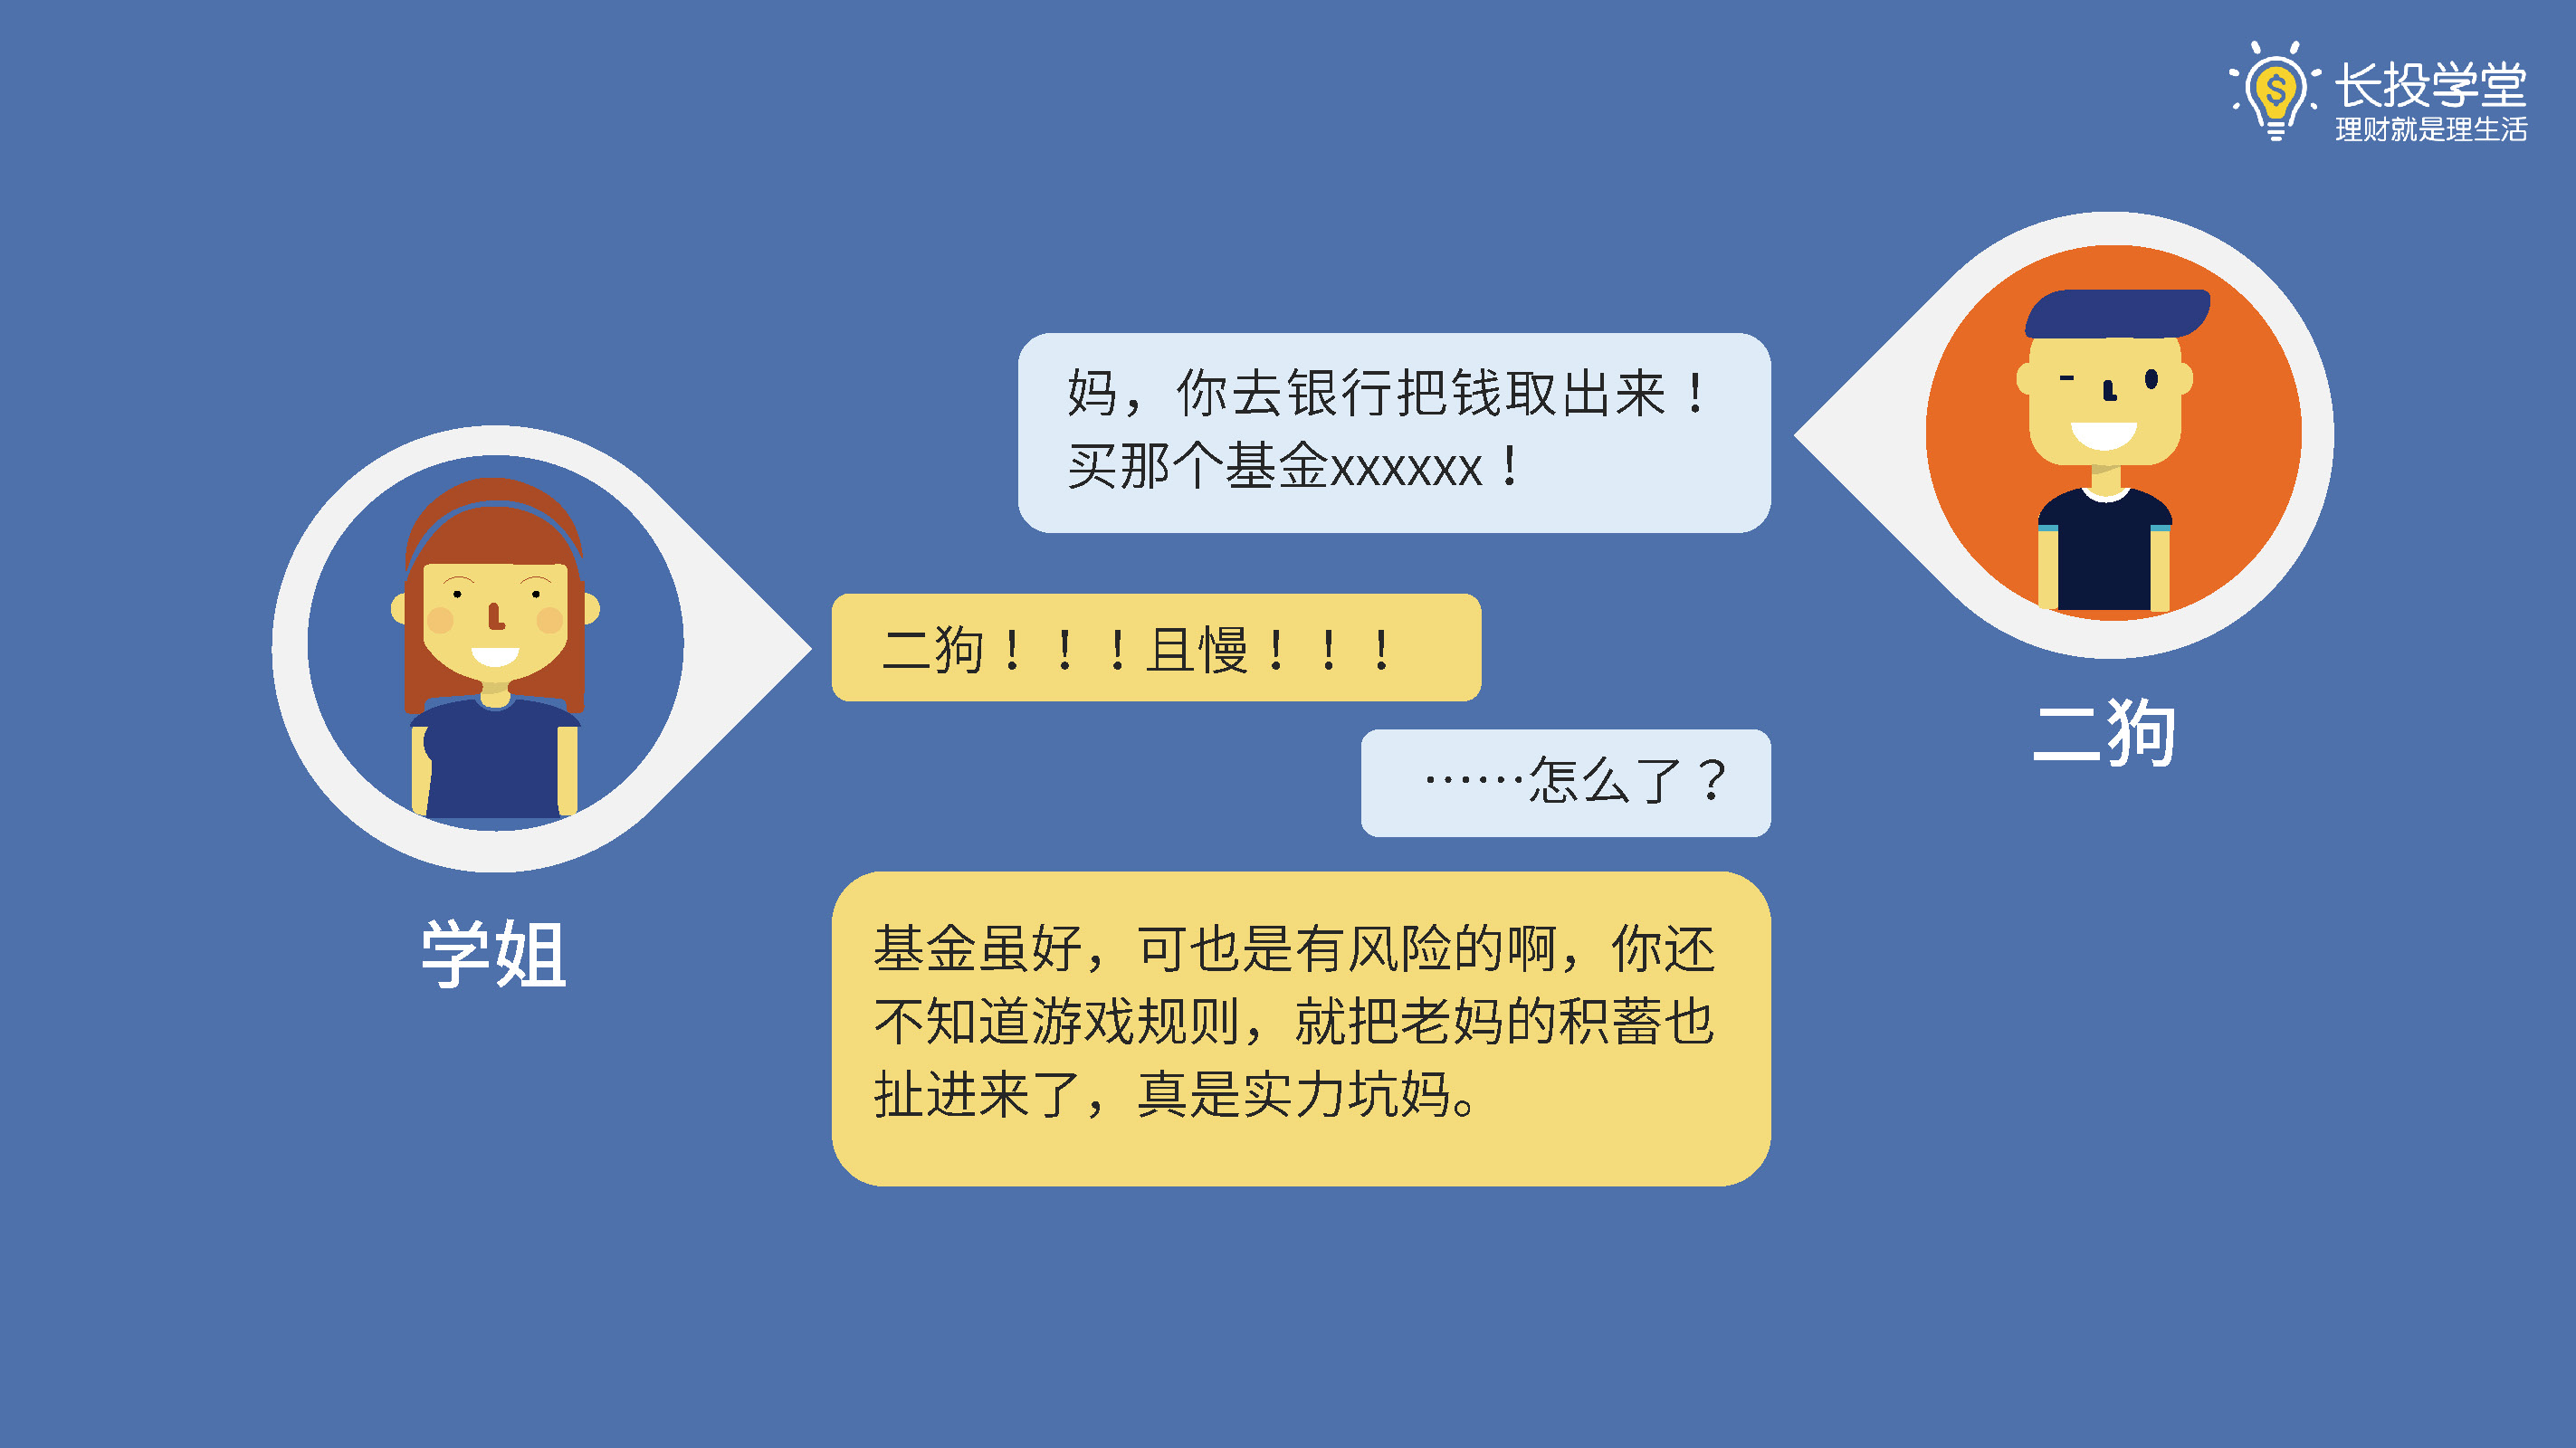 长投学堂
理财就是理生活
妈，你去银行把钱取出来！
买那个基金xxxxxx！
二狗！！！且慢！！！
二狗
……怎么了？
学姐
基金虽好，可也是有风险的啊，你还
不知道游戏规则，就把老妈的积蓄也
扯进来了，真是实力坑妈。